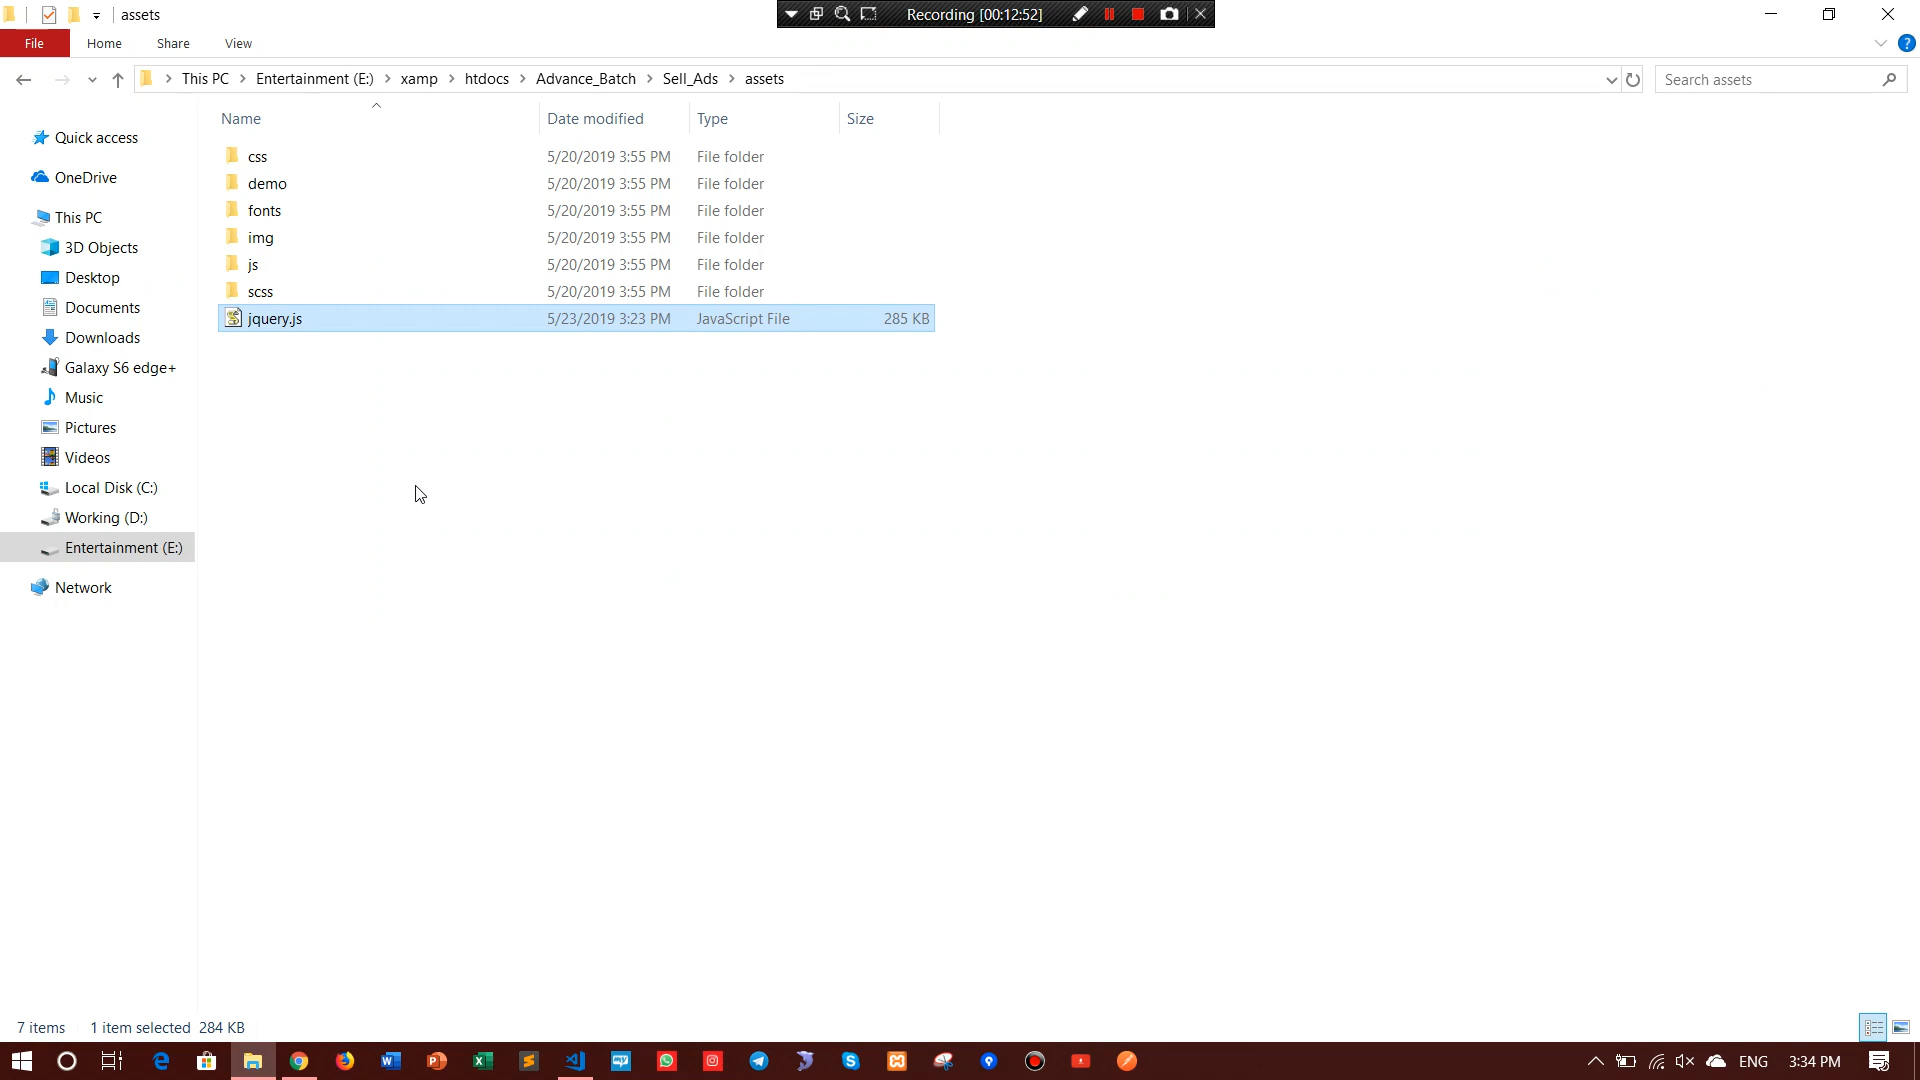 assets
Recording [00:12:52]
File Home Share View
This PC Entertainment (E:) xamp htdocs Advance_Batch Sell_Ads assets
Search assets
Name Date modified Type Size
Quick access
OneDrive
This PC
3D Objects
Desktop
Documents
Downloads
Galaxy S6 edge+
Music
Pictures
Videos
Local Disk (C:)
Working (D:)
Entertainment (E:)
Network
css 5/20/2019 3:55 PM File folder
demo 5/20/2019 3:55 PM File folder
fonts 5/20/2019 3:55 PM File folder
img 5/20/2019 3:55 PM File folder
js 5/20/2019 3:55 PM File folder
scss 5/20/2019 3:55 PM File folder
jquery.js 5/23/2019 3:23 PM JavaScript File 285 KB
7 items 1 item selected 284 KB
ENG 3:34 PM